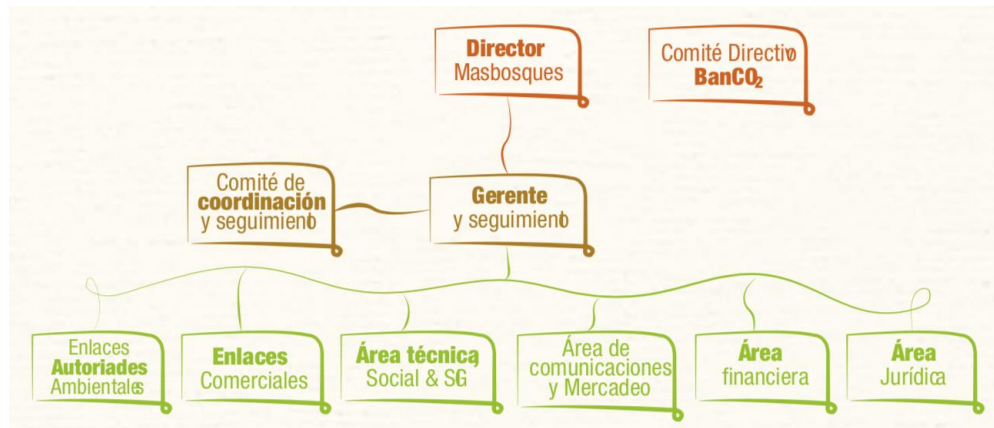 Director
Masbosques
Comité Directivo
BanCO₂
Comité de
coordinación
y seguimiento
Gerente
y seguimiento
Enlaces
Autoriades
Ambientales
Enlaces
Comerciales
Área técnica,
Social & SIG
Área de
comunicaciones
y Mercadeo
Área
financiera
Área
Jurídica